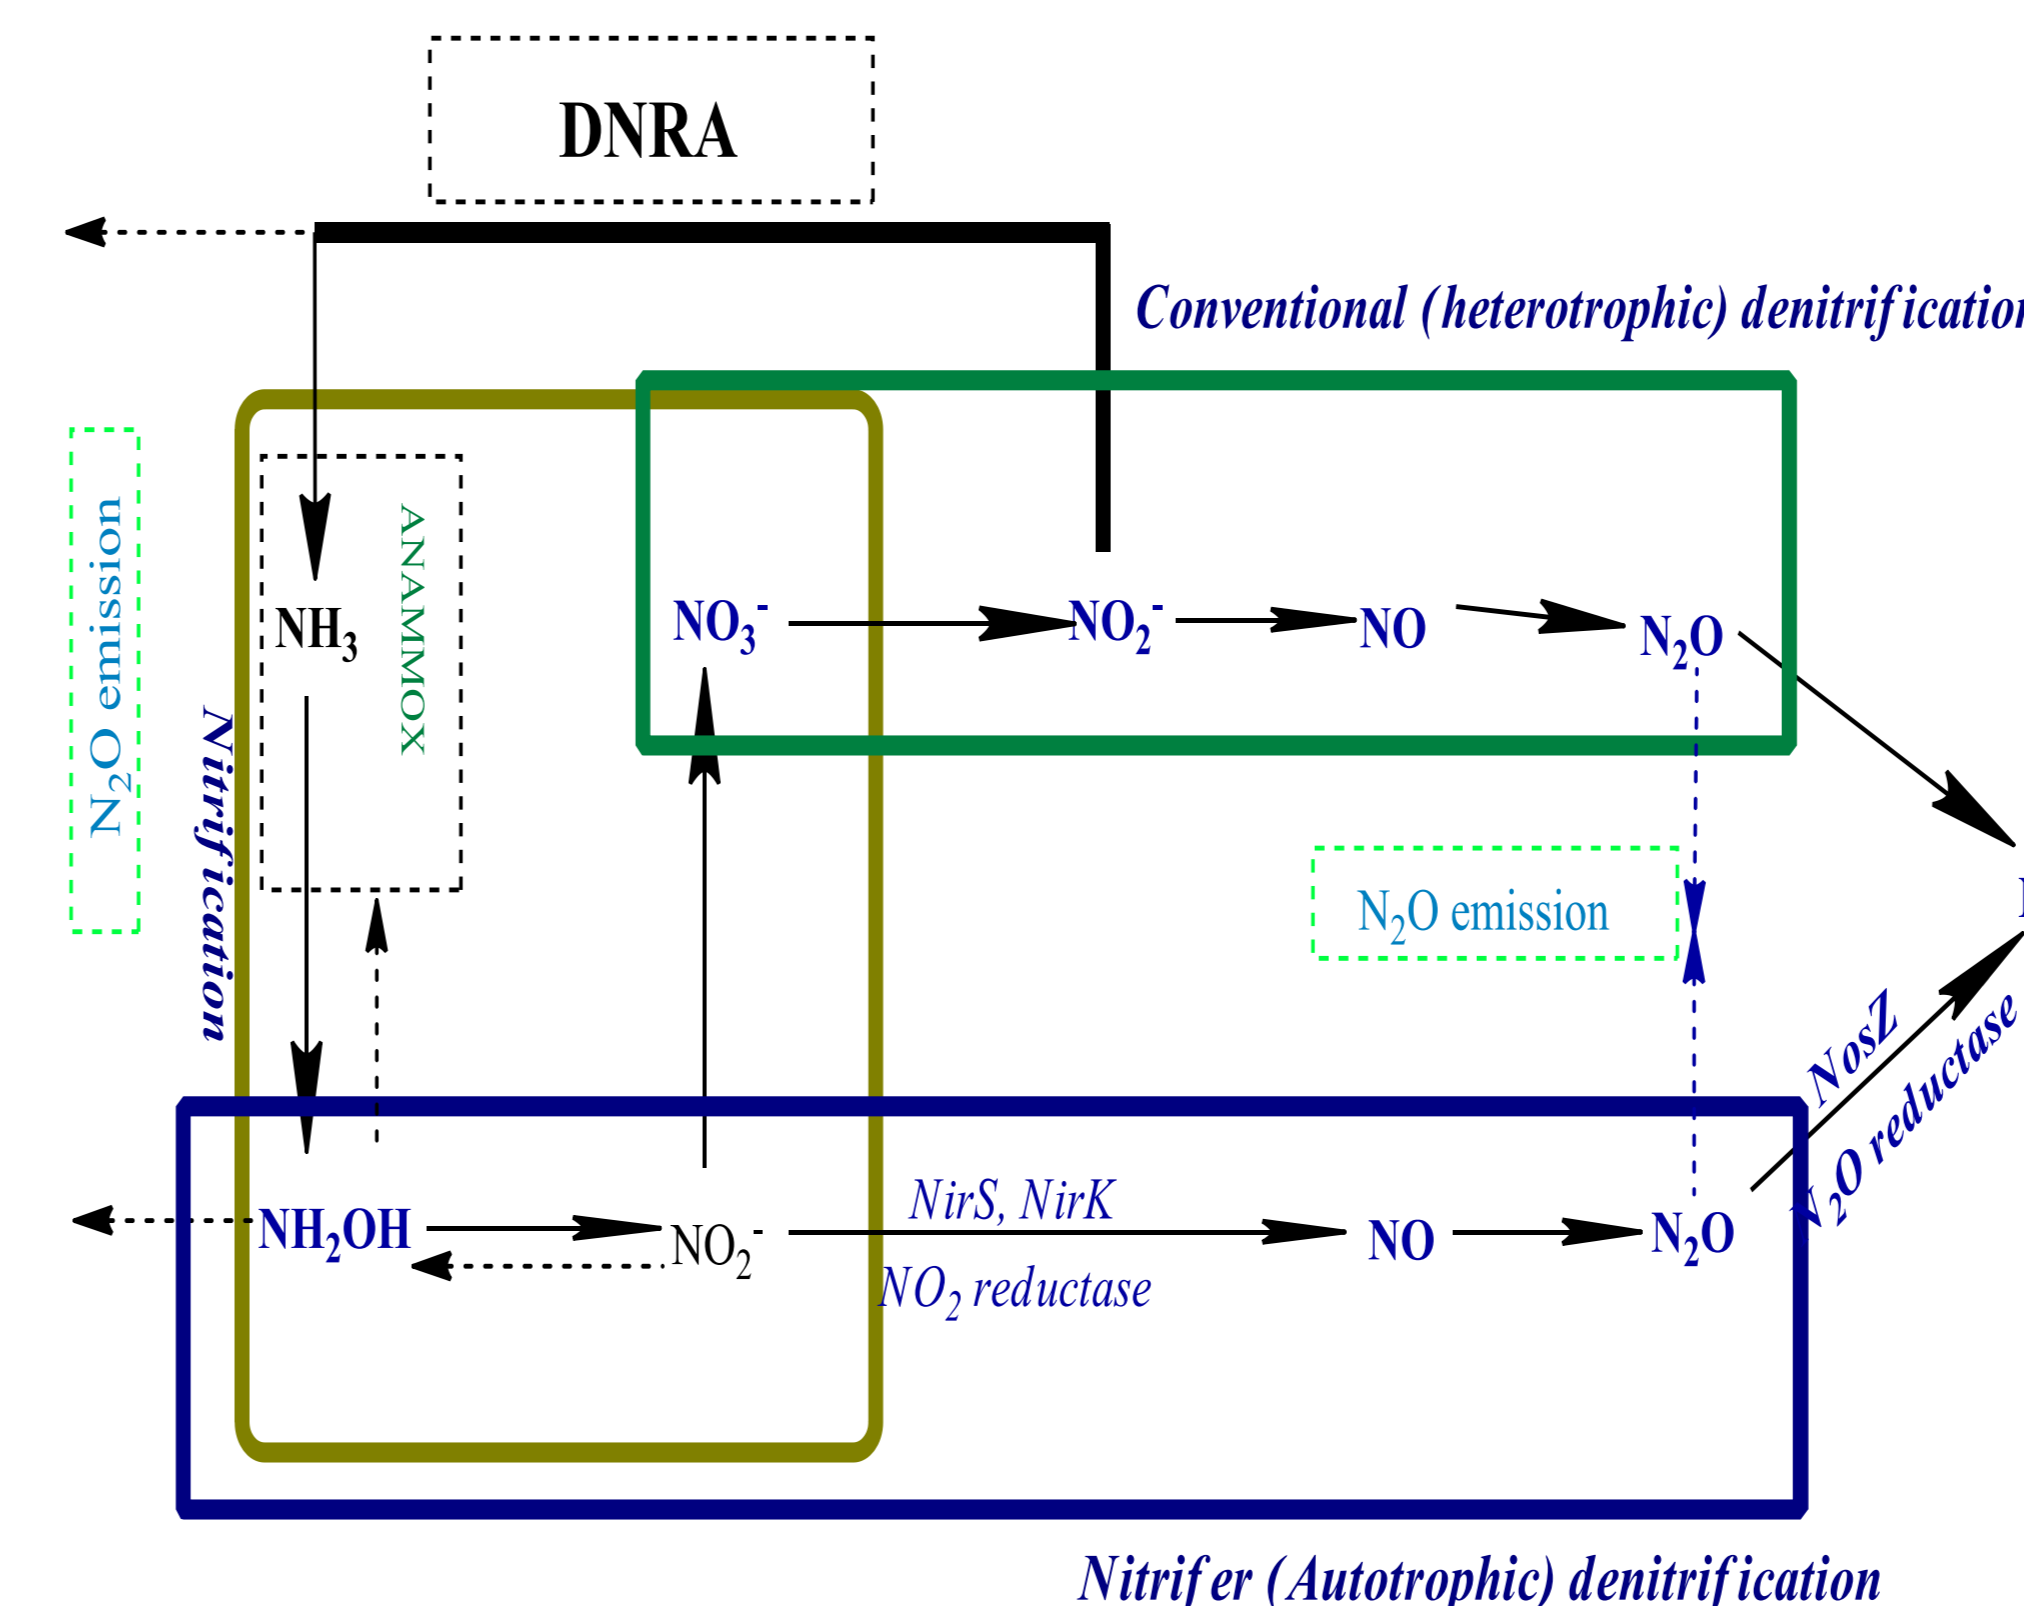 DNRA
Conventional (heterotrophic) denitrification
N₂O emission
ANAMMOX
NH₃
NO₃⁻
NO₂⁻
NO
N₂O
Nitrification
N₂O emission
NosZ
N₂O reductase
NirS, NirK
NH₂OH
NO₂⁻
NO
N₂O
NO₂ reductase
Nitrifer (Autotrophic) denitrification